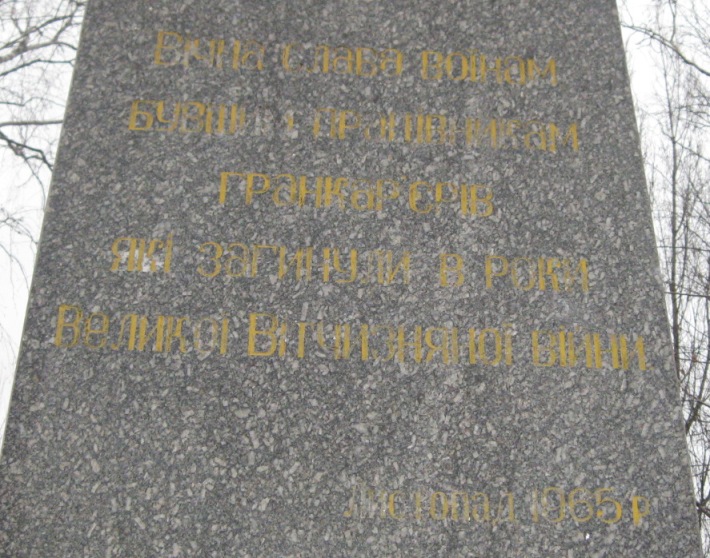 Вічна слава воїнам
бувшим працівникам
гранкар'єрів
які загинули в роки
Великої Вітчизняної війни
Листопад 1965 р